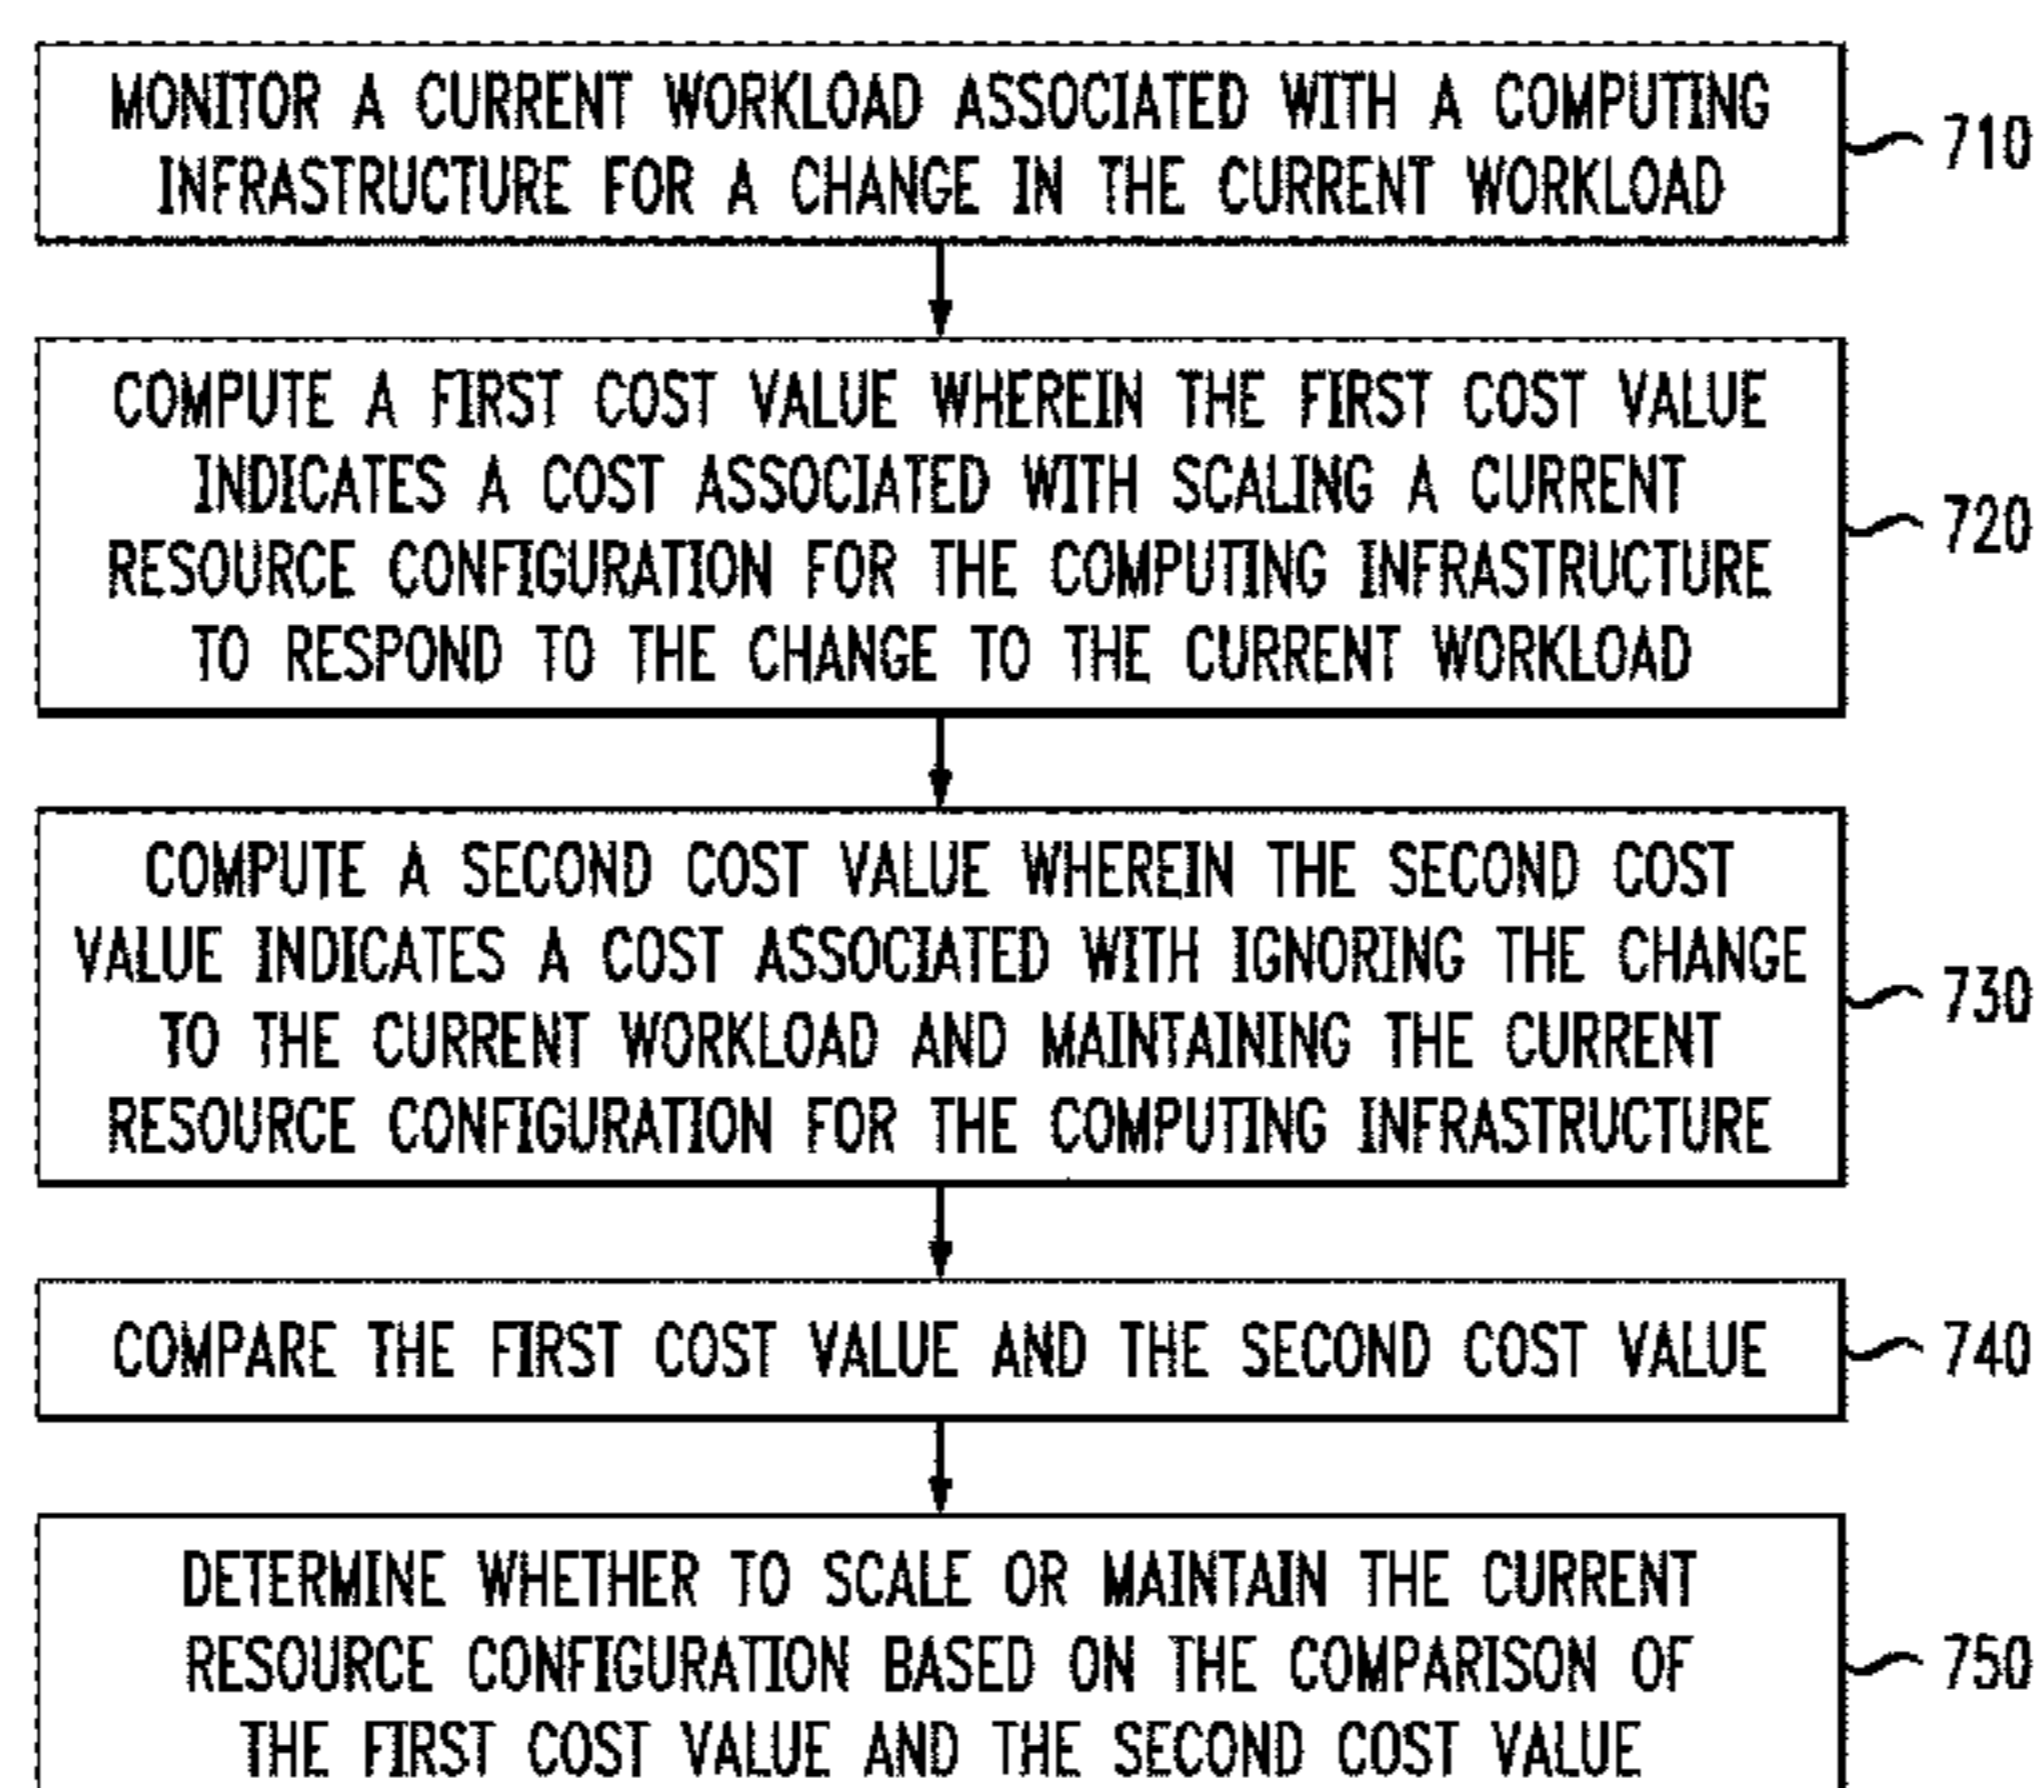 MONITOR A CURRENT WORKLOAD ASSOCIATED WITH A COMPUTING
INFRASTRUCTURE FOR A CHANGE IN THE CURRENT WORKLOAD
710
COMPUTE A FIRST COST VALUE WHEREIN THE FIRST COST VALUE
INDICATES A COST ASSOCIATED WITH SCALING A CURRENT
RESOURCE CONFIGURATION FOR THE COMPUTING INFRASTRUCTURE
TO RESPOND TO THE CHANGE TO THE CURRENT WORKLOAD
720
COMPUTE A SECOND COST VALUE WHEREIN THE SECOND COST
VALUE INDICATES A COST ASSOCIATED WITH IGNORING THE CHANGE
TO THE CURRENT WORKLOAD AND MAINTAINING THE CURRENT
RESOURCE CONFIGURATION FOR THE COMPUTING INFRASTRUCTURE
730
COMPARE THE FIRST COST VALUE AND THE SECOND COST VALUE
740
DETERMINE WHETHER TO SCALE OR MAINTAIN THE CURRENT
RESOURCE CONFIGURATION BASED ON THE COMPARISON OF
THE FIRST COST VALUE AND THE SECOND COST VALUE
750